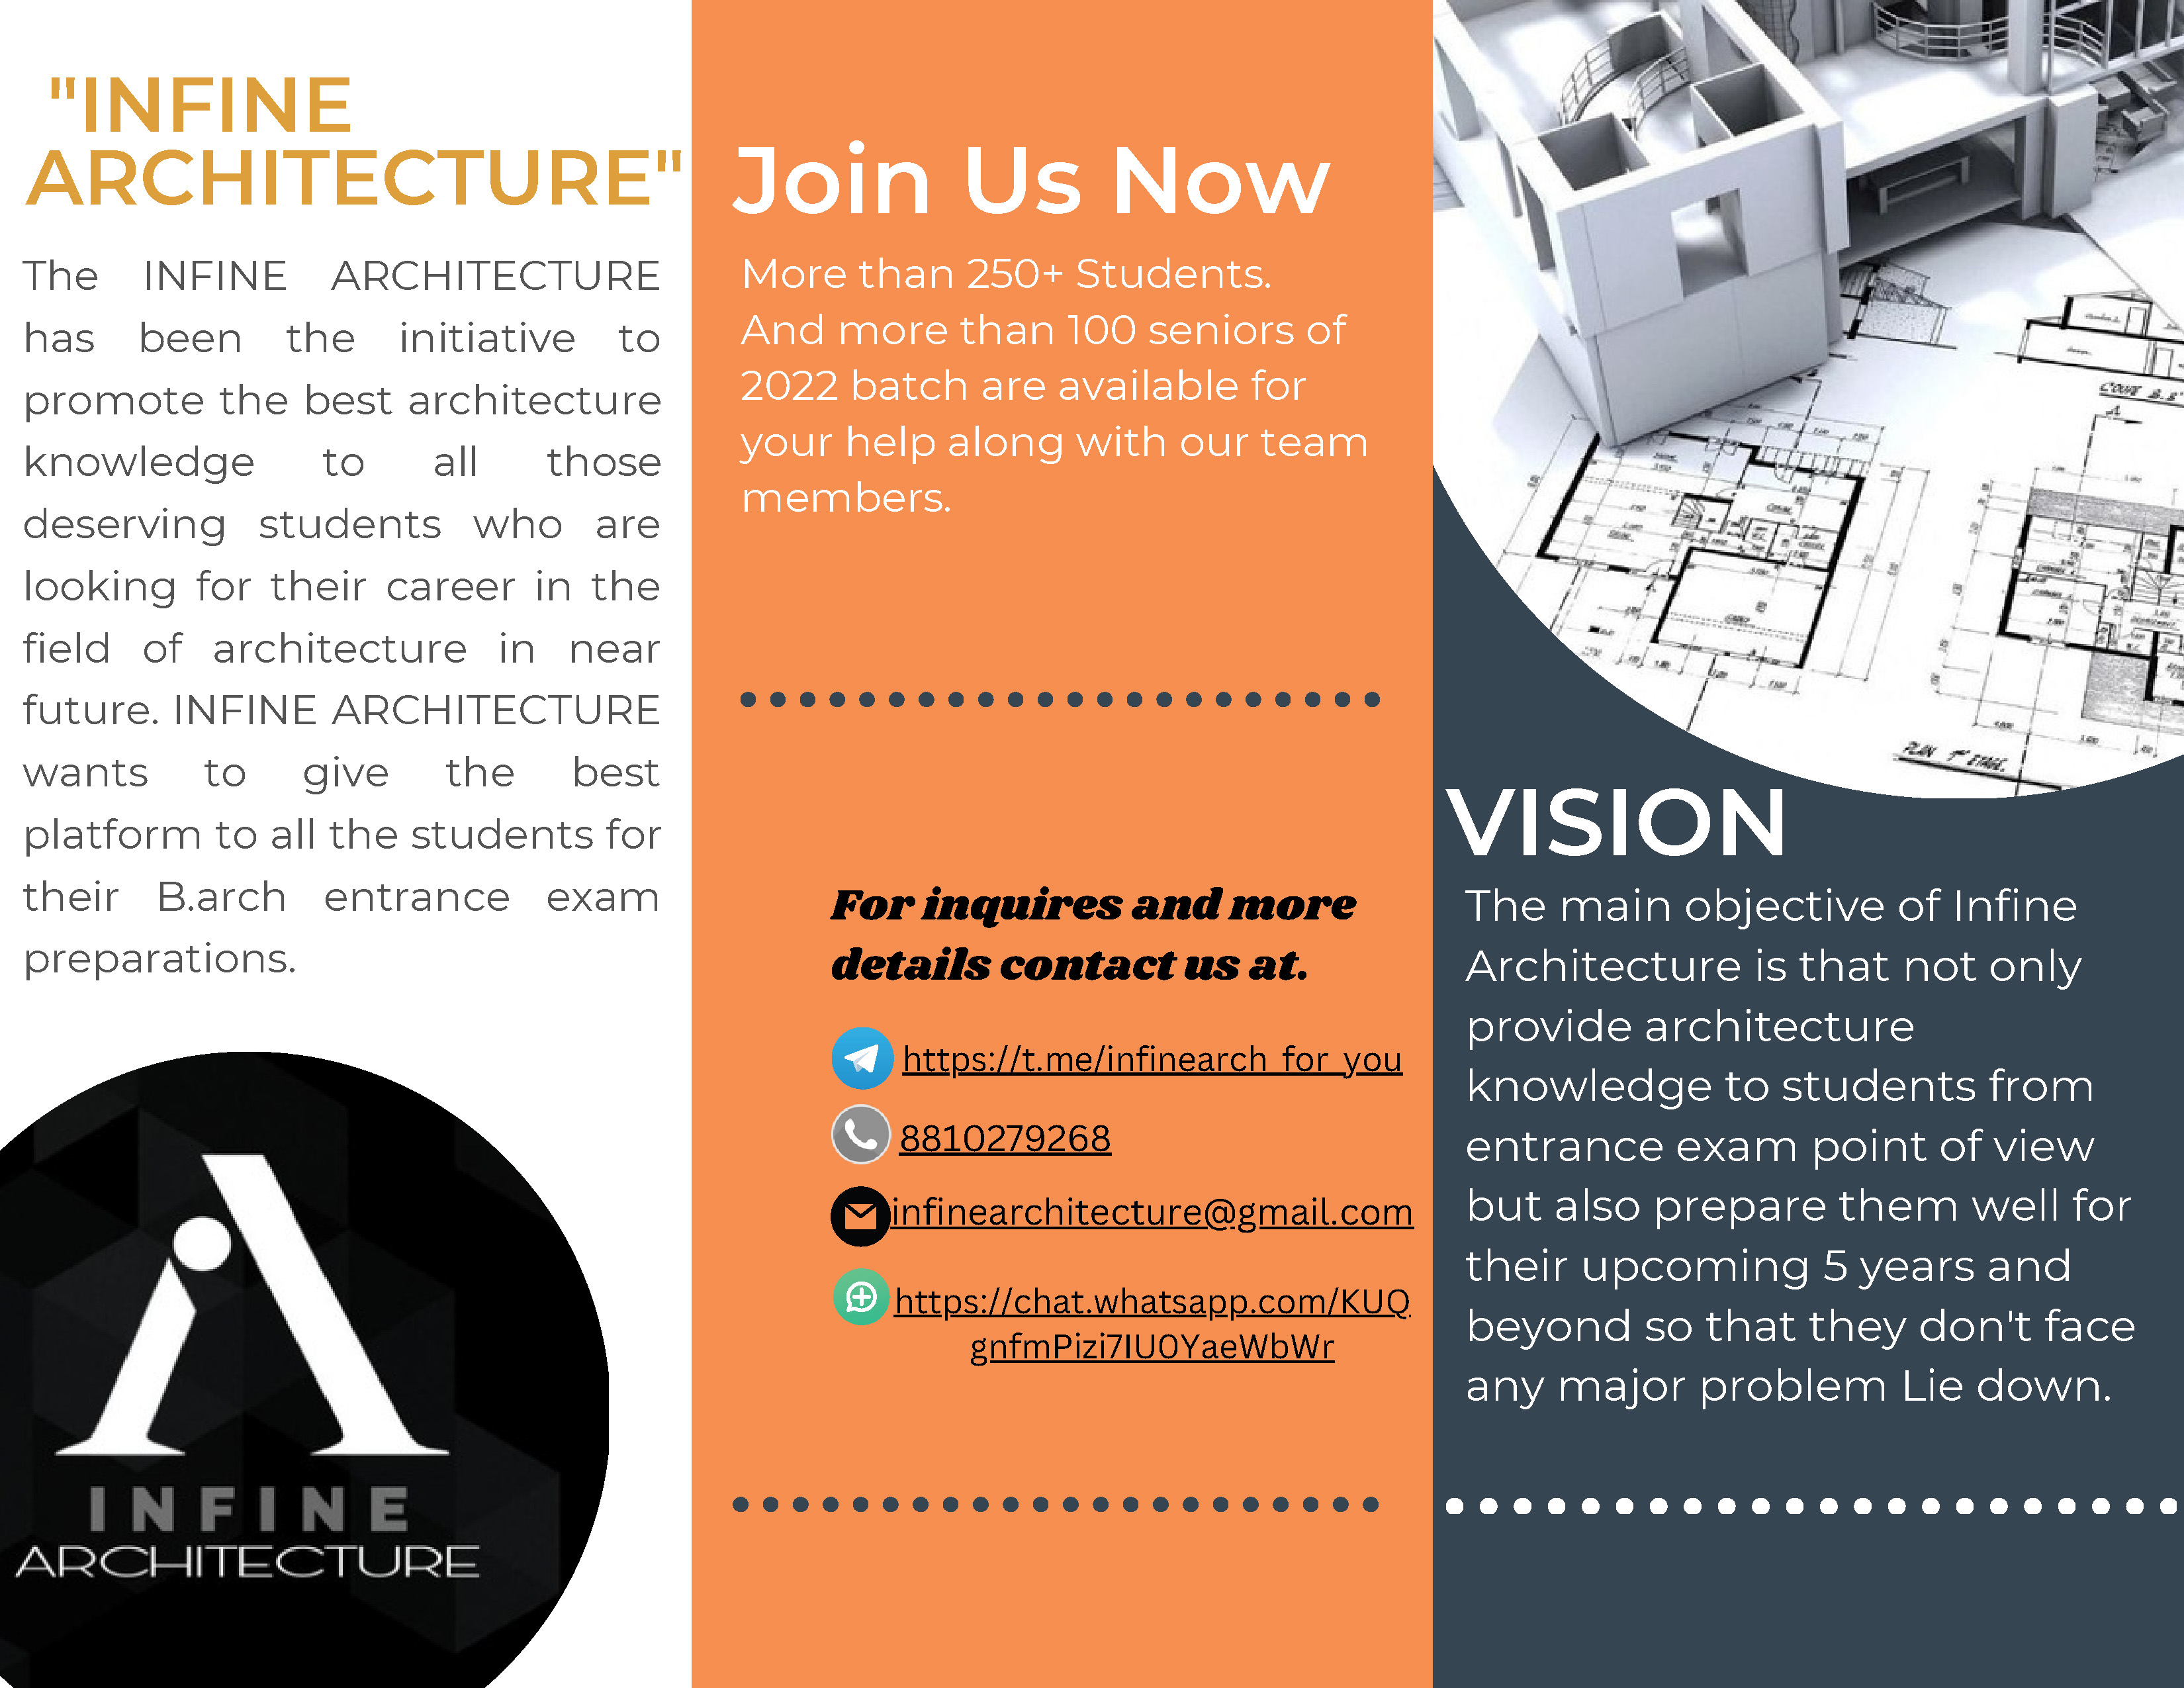 "INFINE
ARCHITECTURE"
The INFINE ARCHITECTURE
has been the initiative to
promote the best architecture
knowledge to all those
deserving students who are
looking for their career in the
field of architecture in near
future. INFINE ARCHITECTURE
wants to give the best
platform to all the students for
their B.arch entrance exam
preparations.
INFINE
ARCHITECTURE
Join Us Now
More than 250+ Students.
And more than 100 seniors of
2022 batch are available for
your help along with our team
members.
For inquires and more
details contact us at.
https://t.me/infinearch_for_you
8810279268
infinearchitecture@gmail.com
https://chat.whatsapp.com/KUQ
gnfmPizi7IU0YaeWbWr
COUPE B.B'
A
PLAN 1er ETAGE.
VISION
The main objective of Infine
Architecture is that not only
provide architecture
knowledge to students from
entrance exam point of view
but also prepare them well for
their upcoming 5 years and
beyond so that they don't face
any major problem Lie down.